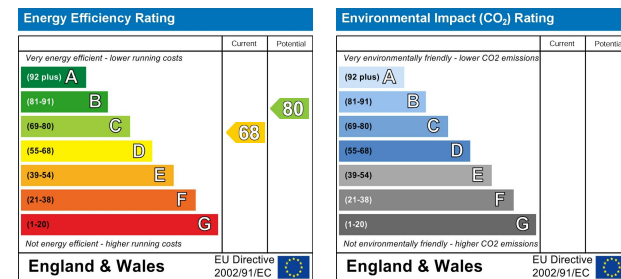 Energy Efficiency Rating
Current Potential
Very energy efficient - lower running costs
(92 plus) A
(81-91) B
(69-80) C
(55-68) D
(39-54) E
(21-38) F
(1-20) G
68
80
Not energy efficient - higher running costs
England & Wales
EU Directive
2002/91/EC
Environmental Impact (CO₂) Rating
Current Potential
Very environmentally friendly - lower CO2 emissions
(92 plus) A
(81-91) B
(69-80) C
(55-68) D
(39-54) E
(21-38) F
(1-20) G
Not environmentally friendly - higher CO2 emissions
England & Wales
EU Directive
2002/91/EC